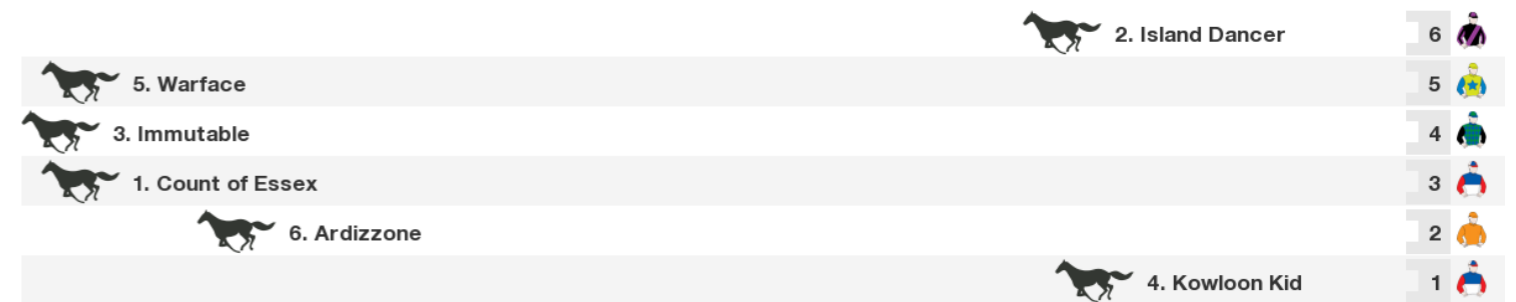 2. Island Dancer 6
5. Warface 5
3. Immutable 4
1. Count of Essex 3
6. Ardizzone 2
4. Kowloon Kid 1